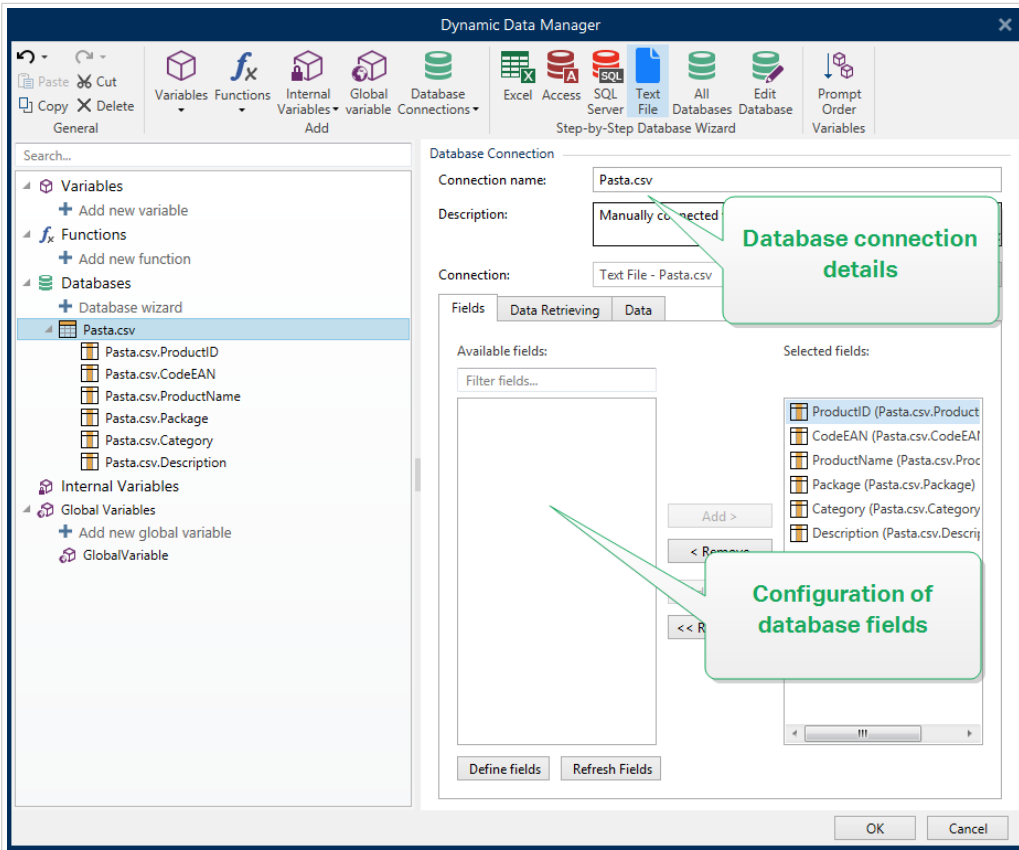 Dynamic Data Manager
Paste Cut
Copy Delete
General
Variables Functions Internal Variables Global variable Database Connections
Add
Excel Access SQL Server Text File All Databases Edit Database
Step-by-Step Database Wizard
Prompt Order
Variables
Search...
Variables
Add new variable
Functions
Add new function
Databases
Database wizard
Pasta.csv
Pasta.csv.ProductID
Pasta.csv.CodeEAN
Pasta.csv.ProductName
Pasta.csv.Package
Pasta.csv.Category
Pasta.csv.Description
Internal Variables
Global Variables
Add new global variable
GlobalVariable
Database Connection
Connection name: Pasta.csv
Description: Manually connected
Connection: Text File - Pasta.csv
Database connection
details
Fields Data Retrieving Data
Available fields:
Filter fields...
Selected fields:
ProductID (Pasta.csv.Product
CodeEAN (Pasta.csv.CodeEA
ProductName (Pasta.csv.Proc
Package (Pasta.csv.Package)
Category (Pasta.csv.Category
Description (Pasta.csv.Descri
Add >
< Remove
<< R
Configuration of
database fields
Define fields Refresh Fields
OK Cancel